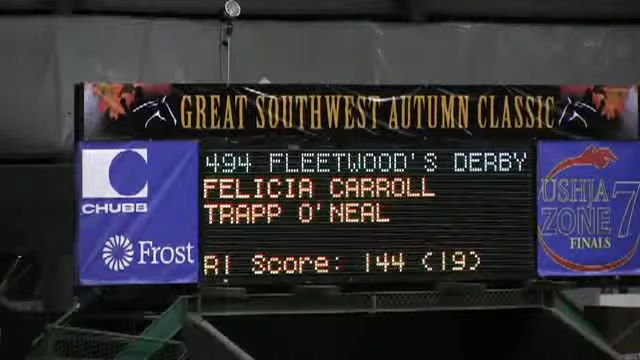 GREAT SOUTHWEST AUTUMN CLASSIC
CHUBB
Frost
494 FLEETWOOD'S DERBY
FELICIA CARROLL
TRAPP O'NEAL
R1 Score: 144 (19)
USHJA
ZONE 7
FINALS